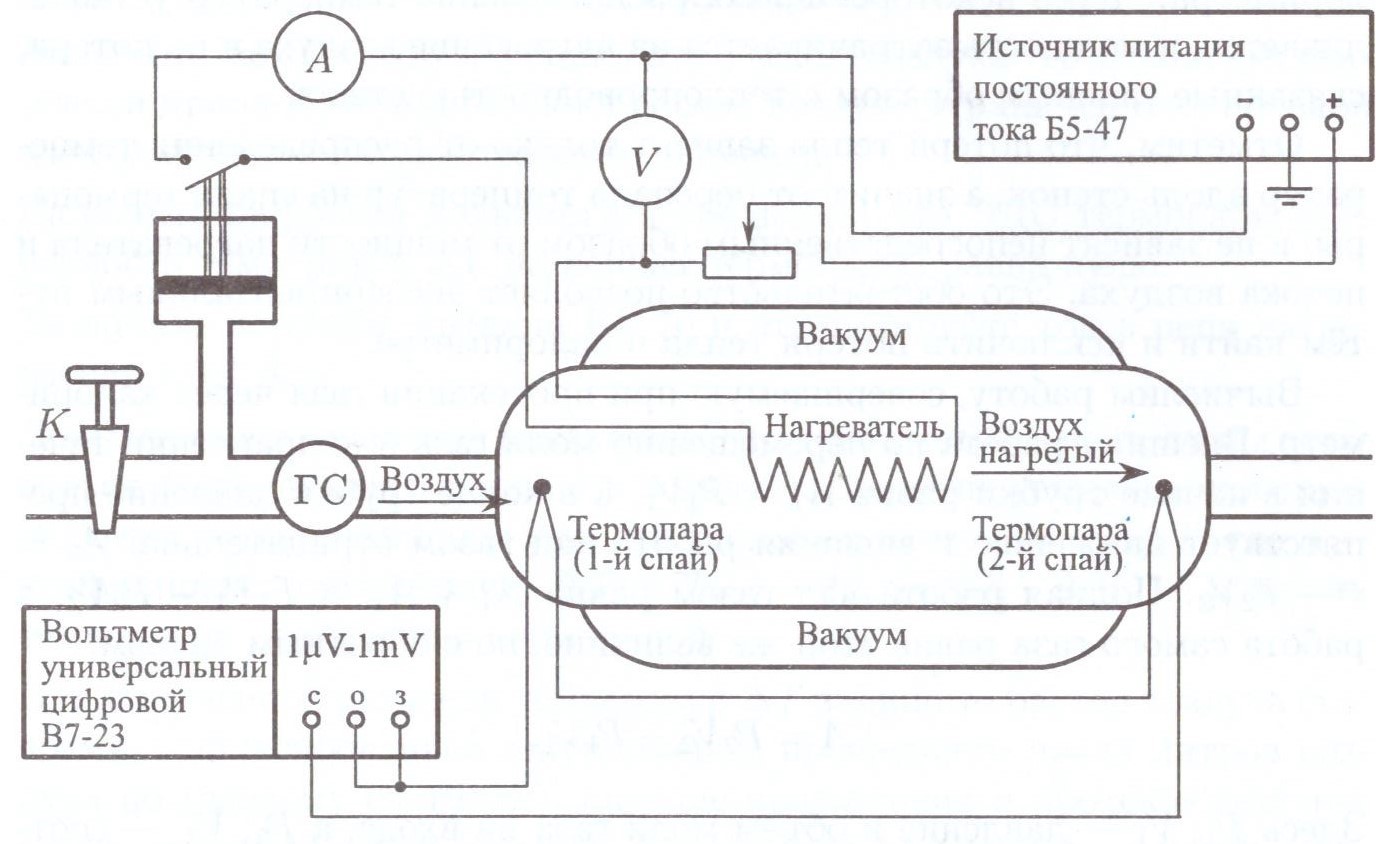 А
Источник питания
постоянного
тока Б5-47
- +
V
Вакуум
К
Нагреватель
Воздух
нагретый
ГС
Воздух
Термопара
(1-й спай)
Термопара
(2-й спай)
Вакуум
Вольтметр
универсальный
цифровой
В7-23
1μV-1mV
с о з